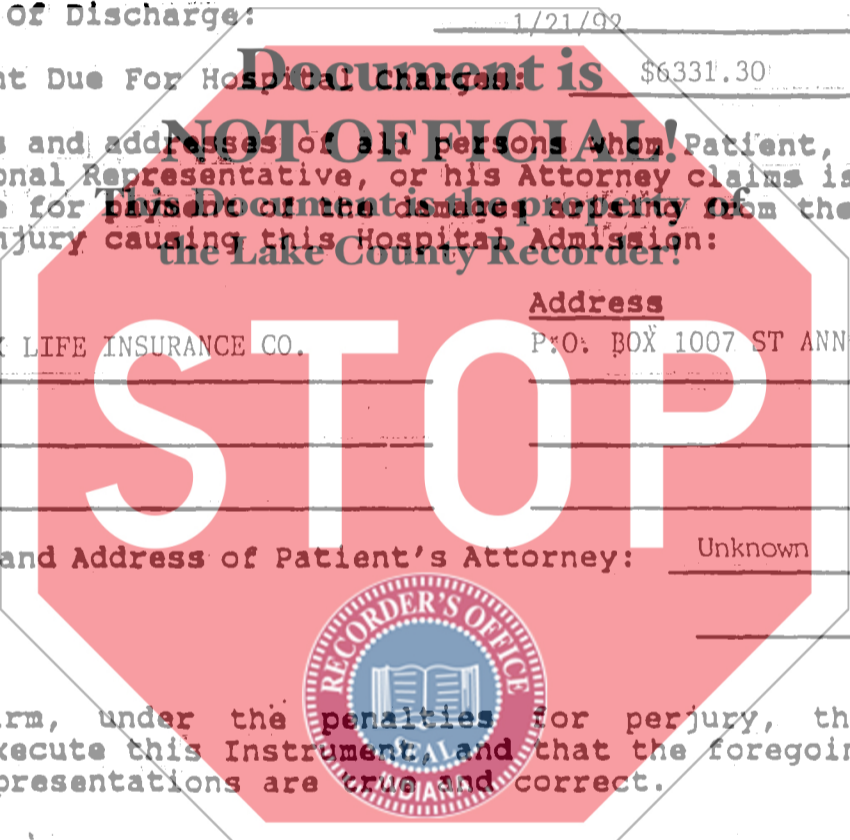 Of Discharge: 1/21/92
Document is
nt Due For Hospital Charges: $6331.30
s and addresses of all persons whom Patient,
NOT OFFICIAL!
onal Representative, or his Attorney claims is
This Document is the property of
e for payment of the damages arising from the
njury causing this Hospital Admission:
the Lake County Recorder!
Address
K LIFE INSURANCE CO. P.O. BOX 1007 ST ANN
STOP
and Address of Patient's Attorney: Unknown
RECORDER'S OFFICE
irm, under the penalties for perjury, th
xecute this Instrument, and that the foregoin
SEAL
presentations are true and correct.
INDIANA